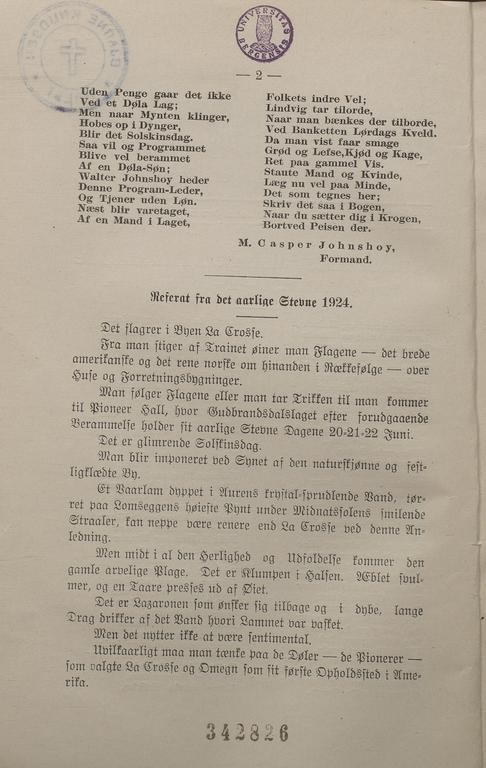 UNIVERSITAS
BERGENSIS
— 2 —
Uden Penge gaar det ikke
Ved et Døla Lag;
Men naar Mynten klinger,
Hobes op i Dynger,
Blir det Solskinsdag.
Saa vil og Programmet
Blive vel berammet
Af en Døla-Søn;
Walter Johnshoy heder
Denne Program-Leder,
Og Tjener uden Løn.
Næst blir varetaget,
Af en Mand i Laget,
Folkets indre Vel;
Lindvig tar tilorde,
Naar man bænkes der tilborde,
Ved Banketten Lørdags Kveld.
Da man vist faar smage
Grød og Lefse, Kjød og Kage,
Ret paa gammel Vis.
Staute Mand og Kvinde,
Læg nu vel paa Minde,
Det som tegnes her;
Skriv det saa i Bogen,
Naar du sætter dig i Krogen,
Bortved Peisen der.
M. Casper Johnshoy,
Formand.
Referat fra det aarlige Stevne 1924.
Det flagrer i Byen La Crosse.
Fra man stiger af Trainet øiner man Flagene — det brede
amerikanske og det rene norske om hinanden i Rækkefølge — over
Huse og Forretningsbygninger.
Man følger Flagene eller man tar Trikken til man kommer
til Pioneer Hall, hvor Gudbrandsdalslaget efter forudgaaende
Berammelse holder sit aarlige Stevne Dagene 20-21-22 Juni.
Det er glimrende Solskinsdag.
Man blir imponeret ved Synet af den naturskjønne og fest-
ligklædte By.
Et Vaarlam dyppet i Aurens krystal-sprudlende Vand, tør-
ret paa Lomseggens høieste Pynt under Midnatssolens smilende
Straaler, kan neppe være renere end La Crosse ved denne An-
ledning.
Men midt i al den Herlighed og Udfoldelse kommer den
gamle arvelige Plage. Det er Klumpen i Halsen. Æblet svul-
mer, og en Taare presses ud af Øiet.
Det er Lazaronen som ønsker sig tilbage og i dybe, lange
Drag drikker af det Vand hvori Lammet var vasket.
Men det nytter ikke at være sentimental.
Uvilkaarligt maa man tænke paa de Døler — de Pionerer —
som valgte La Crosse og Omegn som sit første Opholdssted i Ame-
rika.
342826